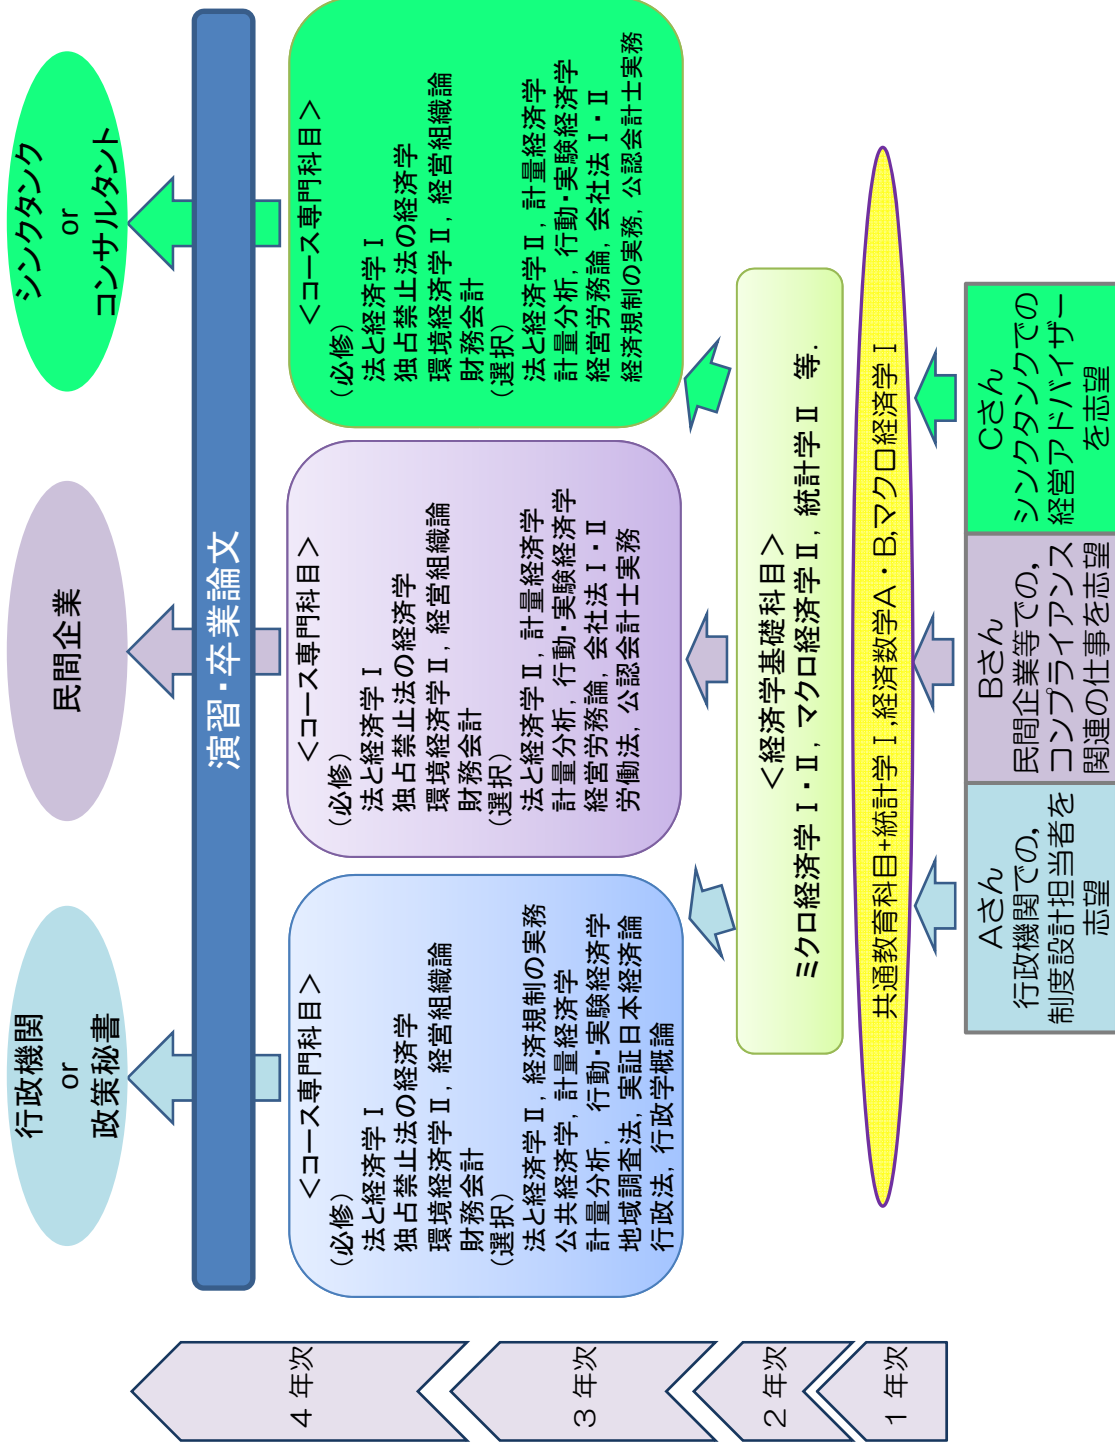 行政機関
or
政策秘書
民間企業
シンクタンク
or
コンサルタント
演習・卒業論文
＜コース専門科目＞
(必修)
法と経済学Ⅰ
独占禁止法の経済学
環境経済学Ⅱ, 経営組織論
財務会計
(選択)
法と経済学Ⅱ, 経済規制の実務
公共経済学, 計量経済学
計量分析, 行動・実験経済学
地域調査法, 実証日本経済論
行政法, 行政学概論
＜コース専門科目＞
(必修)
法と経済学Ⅰ
独占禁止法の経済学
環境経済学Ⅱ, 経営組織論
財務会計
(選択)
法と経済学Ⅱ, 計量経済学
計量分析, 行動・実験経済学
経営労務論, 会社法Ⅰ・Ⅱ
労働法, 公認会計士実務
＜コース専門科目＞
(必修)
法と経済学Ⅰ
独占禁止法の経済学
環境経済学Ⅱ, 経営組織論
財務会計
(選択)
法と経済学Ⅱ, 計量経済学
計量分析, 行動・実験経済学
経営労務論, 会社法Ⅰ・Ⅱ
経済規制の実務, 公認会計士実務
＜経済学基礎科目＞
ミクロ経済学Ⅰ・Ⅱ, マクロ経済学Ⅱ, 統計学Ⅱ 等.
共通教育科目+統計学Ⅰ,経済数学A・B,マクロ経済学Ⅰ
Aさん
行政機関での,
制度設計担当者を
志望
Bさん
民間企業等での,
コンプライアンス
関連の仕事を志望
Cさん
シンクタンクでの
経営アドバイザー
を志望
４年次
３年次
２年次
１年次